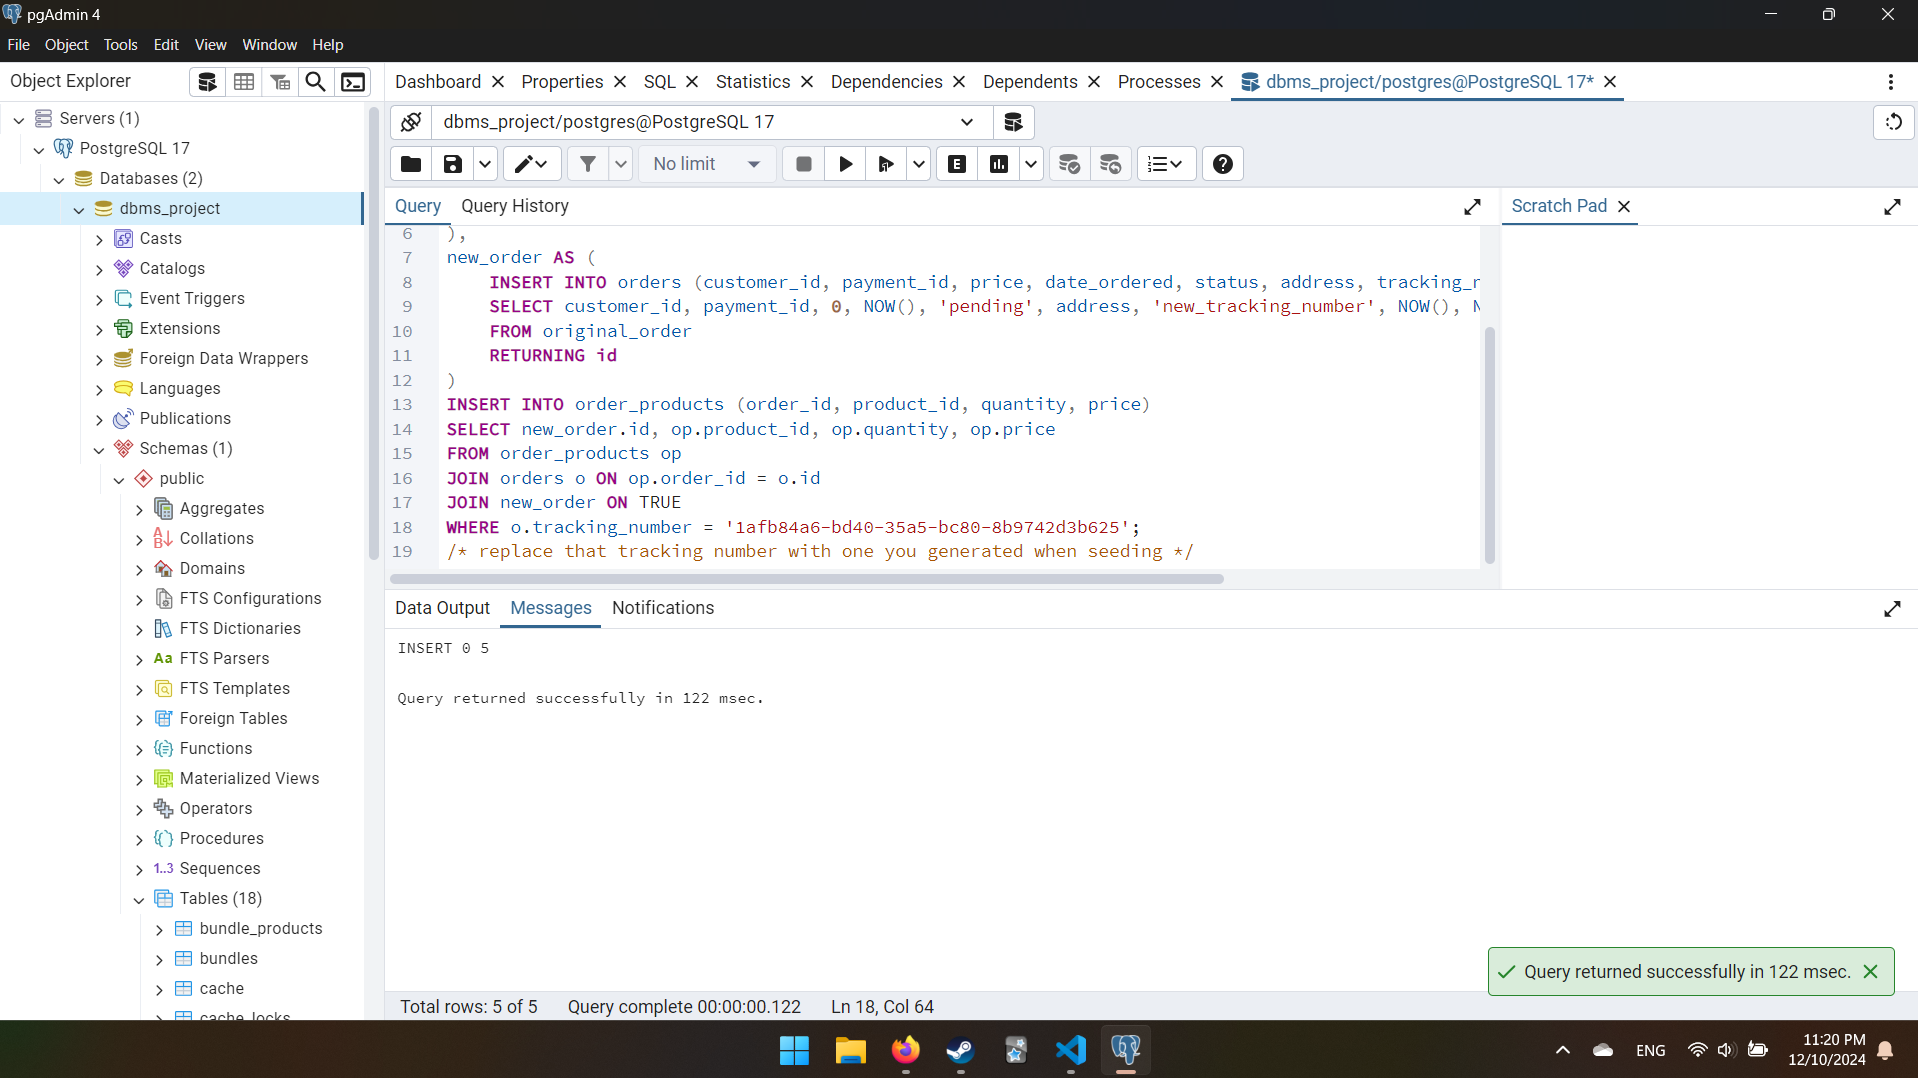 pgAdmin 4
File Object Tools Edit View Window Help
Object Explorer
Dashboard Properties SQL Statistics Dependencies Dependents Processes dbms_project/postgres@PostgreSQL 17*
Servers (1)
PostgreSQL 17
Databases (2)
dbms_project
Casts
Catalogs
Event Triggers
Extensions
Foreign Data Wrappers
Languages
Publications
Schemas (1)
public
Aggregates
Collations
Domains
FTS Configurations
FTS Dictionaries
Aa FTS Parsers
FTS Templates
Foreign Tables
Functions
Materialized Views
Operators
Procedures
1..3 Sequences
Tables (18)
bundle_products
bundles
cache
cache_locks
dbms_project/postgres@PostgreSQL 17
No limit
E
Query Query History
Scratch Pad
6 ),
7 new_order AS (
8 INSERT INTO orders (customer_id, payment_id, price, date_ordered, status, address, tracking_n
9 SELECT customer_id, payment_id, 0, NOW(), 'pending', address, 'new_tracking_number', NOW(), N
10 FROM original_order
11 RETURNING id
12 )
13 INSERT INTO order_products (order_id, product_id, quantity, price)
14 SELECT new_order.id, op.product_id, op.quantity, op.price
15 FROM order_products op
16 JOIN orders o ON op.order_id = o.id
17 JOIN new_order ON TRUE
18 WHERE o.tracking_number = '1afb84a6-bd40-35a5-bc80-8b9742d3b625';
19 /* replace that tracking number with one you generated when seeding */
Data Output Messages Notifications
INSERT 0 5
Query returned successfully in 122 msec.
Query returned successfully in 122 msec.
Total rows: 5 of 5 Query complete 00:00:00.122 Ln 18, Col 64
ENG
11:20 PM
12/10/2024